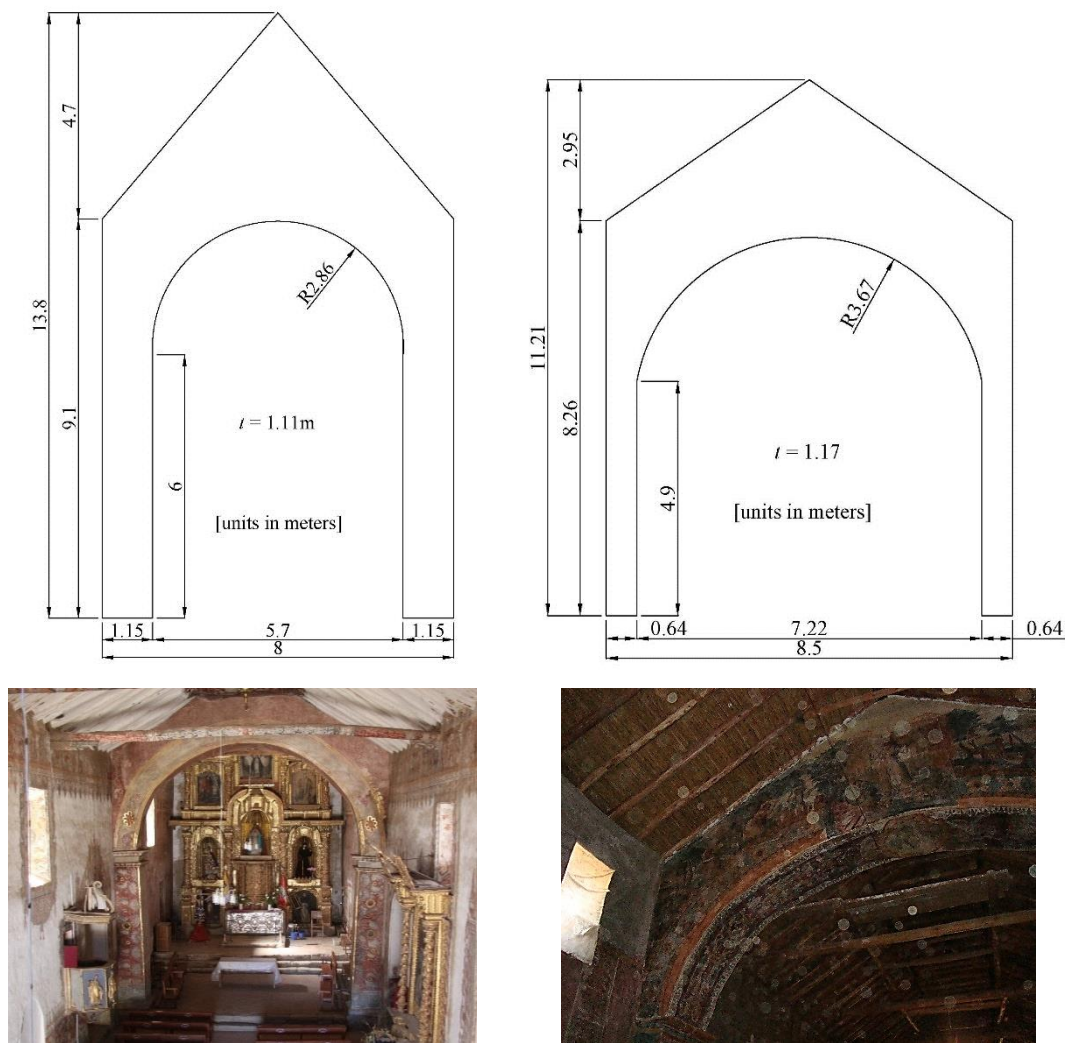 4.7
13.8
9.1
R2.86
t = 1.11m
6
[units in meters]
1.15
5.7
1.15
8
2.95
11.21
8.26
R3.67
t = 1.17
4.9
[units in meters]
0.64
7.22
0.64
8.5